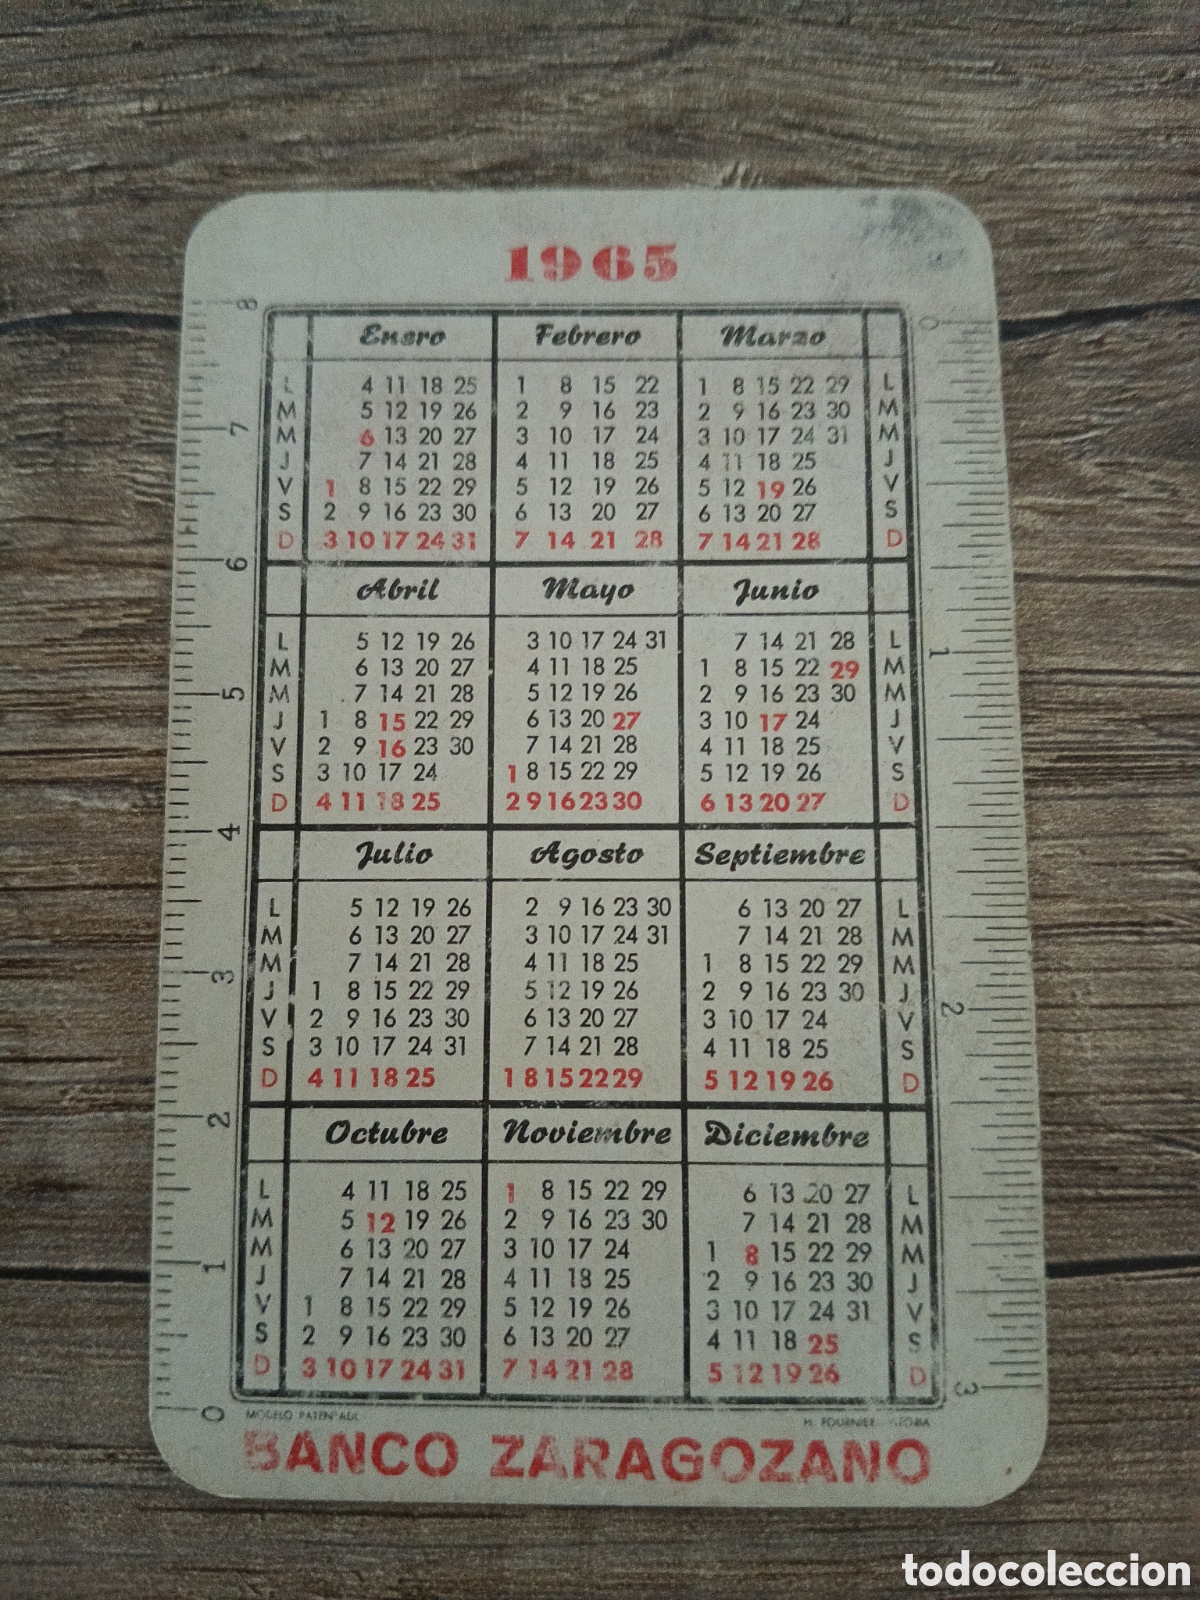 1965
8 Enero Febrero Marzo 0
L 4 11 18 25 1 8 15 22 1 8 15 22 29 L
M 5 12 19 26 2 9 16 23 2 9 16 23 30 M
7 M 6 13 20 27 3 10 17 24 3 10 17 24 31 M
J 7 14 21 28 4 11 18 25 4 11 18 25 J
V 1 8 15 22 29 5 12 19 26 5 12 19 26 V
S 2 9 16 23 30 6 13 20 27 6 13 20 27 S
D 3 10 17 24 31 7 14 21 28 7 14 21 28 D
6 Abril Mayo Junio
L 5 12 19 26 3 10 17 24 31 7 14 21 28 L 1
M 6 13 20 27 4 11 18 25 1 8 15 22 29 M
5 M 7 14 21 28 5 12 19 26 2 9 16 23 30 M
J 1 8 15 22 29 6 13 20 27 3 10 17 24 J
V 2 9 16 23 30 7 14 21 28 4 11 18 25 V
S 3 10 17 24 1 8 15 22 29 5 12 19 26 S
D 4 11 18 25 2 9 16 23 30 6 13 20 27 D
4 Julio Agosto Septiembre
L 5 12 19 26 2 9 16 23 30 6 13 20 27 L
M 6 13 20 27 3 10 17 24 31 7 14 21 28 M
3 M 7 14 21 28 4 11 18 25 1 8 15 22 29 M
J 1 8 15 22 29 5 12 19 26 2 9 16 23 30 J 2
V 2 9 16 23 30 6 13 20 27 3 10 17 24 V
S 3 10 17 24 31 7 14 21 28 4 11 18 25 S
D 4 11 18 25 1 8 15 22 29 5 12 19 26 D
2 Octubre Noviembre Diciembre
L 4 11 18 25 1 8 15 22 29 6 13 20 27 L
M 5 12 19 26 2 9 16 23 30 7 14 21 28 M
1 M 6 13 20 27 3 10 17 24 1 8 15 22 29 M
J 7 14 21 28 4 11 18 25 2 9 16 23 30 J
V 1 8 15 22 29 5 12 19 26 3 10 17 24 31 V
S 2 9 16 23 30 6 13 20 27 4 11 18 25 S
D 3 10 17 24 31 7 14 21 28 5 12 19 26 D 3
0 MODELO PATENTADO H. FOURNIER-VITORIA
BANCO ZARAGOZANO
todocoleccion